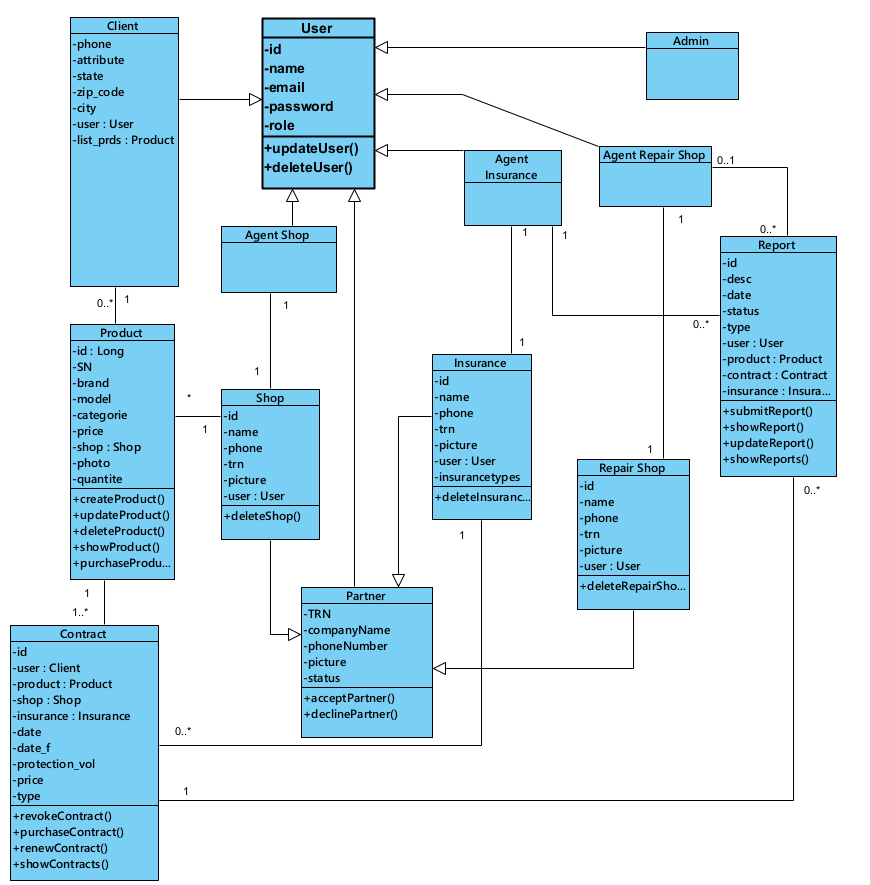 Client
-phone
-attribute
-state
-zip_code
-city
-user : User
-list_prds : Product
User
-id
-name
-email
-password
-role
+updateUser()
+deleteUser()
Admin
Agent Shop
Agent
Insurance
Agent Repair Shop
0..1
0..*
1
1
1
0..*
Report
-id
-desc
-date
-status
-type
-user : User
-product : Product
-contract : Contract
-insurance : Insura...
+submitReport()
+showReport()
+updateReport()
+showReports()
0..*
0..*
1
Product
-id : Long
-SN
-brand
-model
-categorie
-price
-shop : Shop
-photo
-quantite
+createProduct()
+updateProduct()
+deleteProduct()
+showProduct()
+purchaseProdu...
*
1
1
1
Shop
-id
-name
-phone
-trn
-picture
-user : User
+deleteShop()
1
Insurance
-id
-name
-phone
-trn
-picture
-user : User
-insurancetypes
+deleteInsuranc...
1
1
Repair Shop
-id
-name
-phone
-trn
-picture
-user : User
+deleteRepairSho...
Partner
-TRN
-companyName
-phoneNumber
-picture
-status
+acceptPartner()
+declinePartner()
1
1..*
Contract
-id
-user : Client
-product : Product
-shop : Shop
-insurance : Insurance
-date
-date_f
-protection_vol
-price
-type
+revokeContract()
+purchaseContract()
+renewContract()
+showContracts()
0..*
1